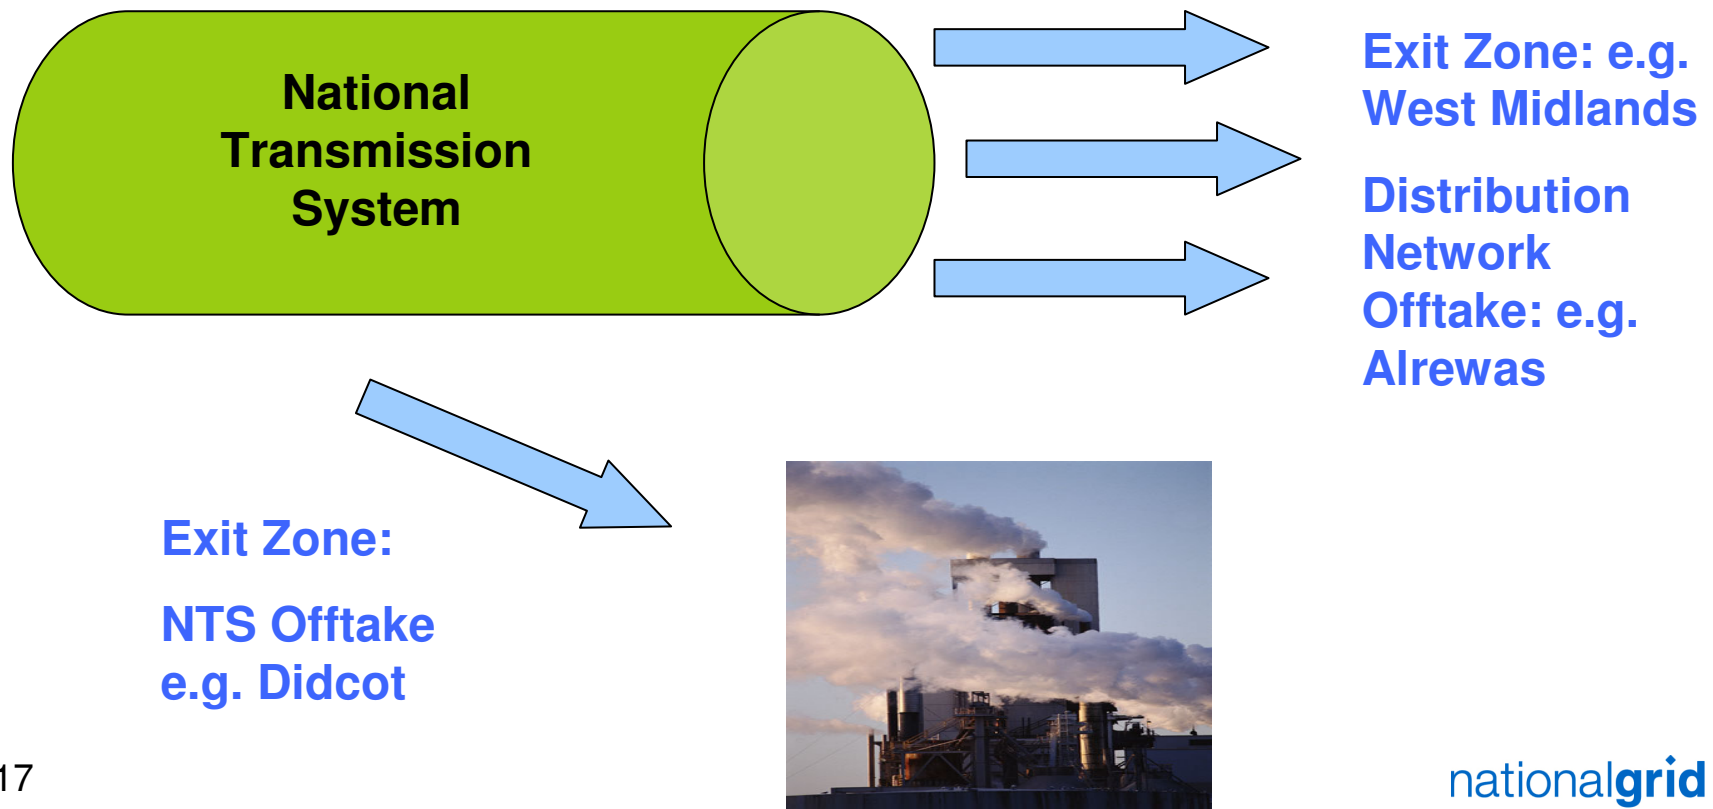 National
Transmission
System
Exit Zone: e.g.
West Midlands
Distribution
Network
Offtake: e.g.
Alrewas
Exit Zone:
NTS Offtake
e.g. Didcot
17
nationalgrid